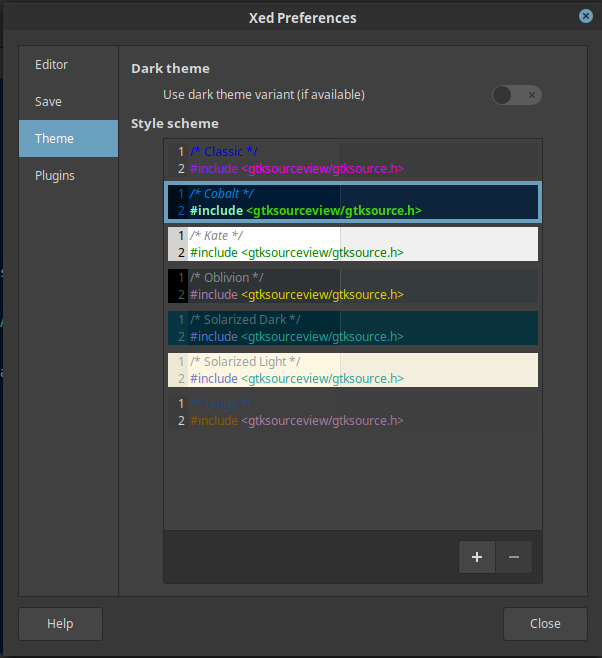 Xed Preferences
Editor
Save
Theme
Plugins
Dark theme
Use dark theme variant (if available)
Style scheme
1 /* Classic */
2 #include <gtksourceview/gtksource.h>
1 /* Cobalt */
2 #include <gtksourceview/gtksource.h>
1 /* Kate */
2 #include <gtksourceview/gtksource.h>
1 /* Oblivion */
2 #include <gtksourceview/gtksource.h>
1 /* Solarized Dark */
2 #include <gtksourceview/gtksource.h>
1 /* Solarized Light */
2 #include <gtksourceview/gtksource.h>
1 /* Tango */
2 #include <gtksourceview/gtksource.h>
Help
Close